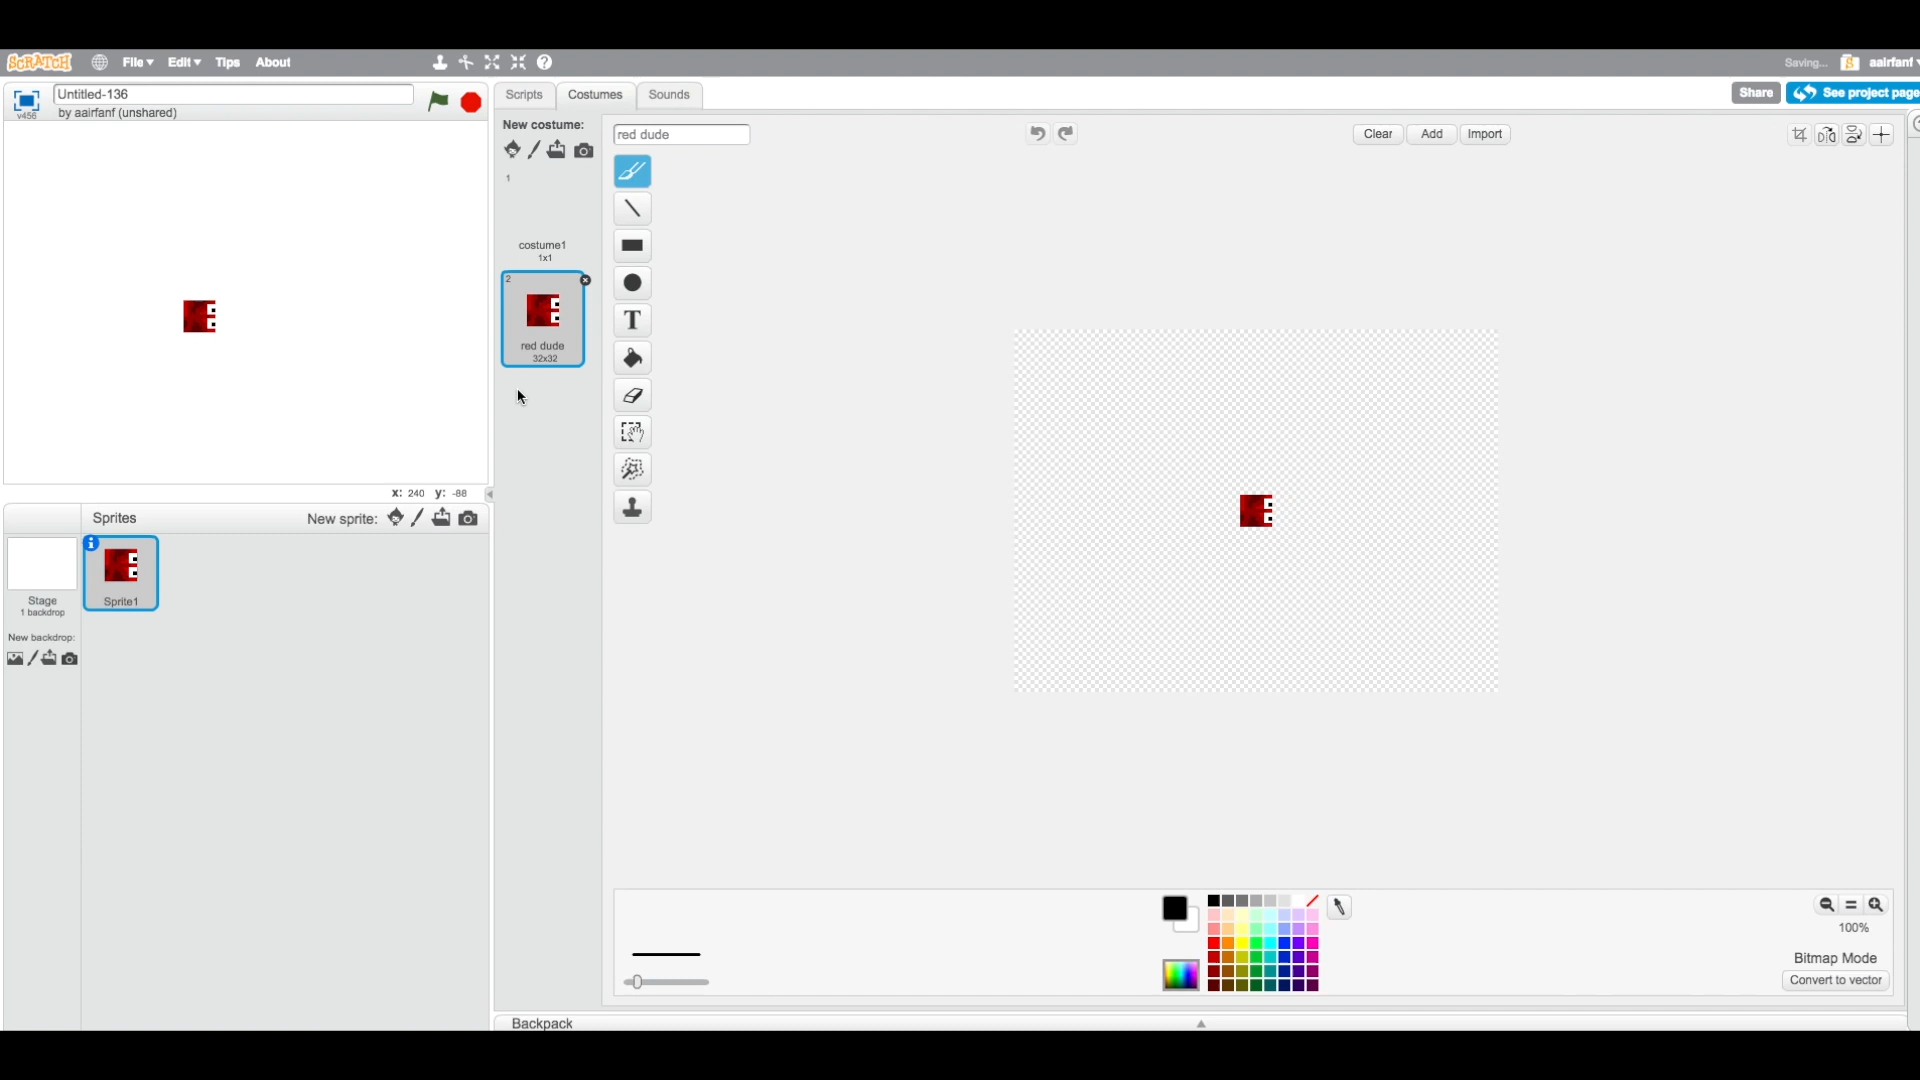 SCRATCH File Edit Tips About Saving... aairfanf
v456 Untitled-136
by aairfanf (unshared)
Scripts Costumes Sounds
Share See project page
New costume:
red dude
Clear Add Import
1
costume1
1x1
2
red dude
32x32
T
x: 240 y: -88
Sprites New sprite:
Stage
1 backdrop
Sprite1
New backdrop:
100%
Bitmap Mode
Convert to vector
Backpack